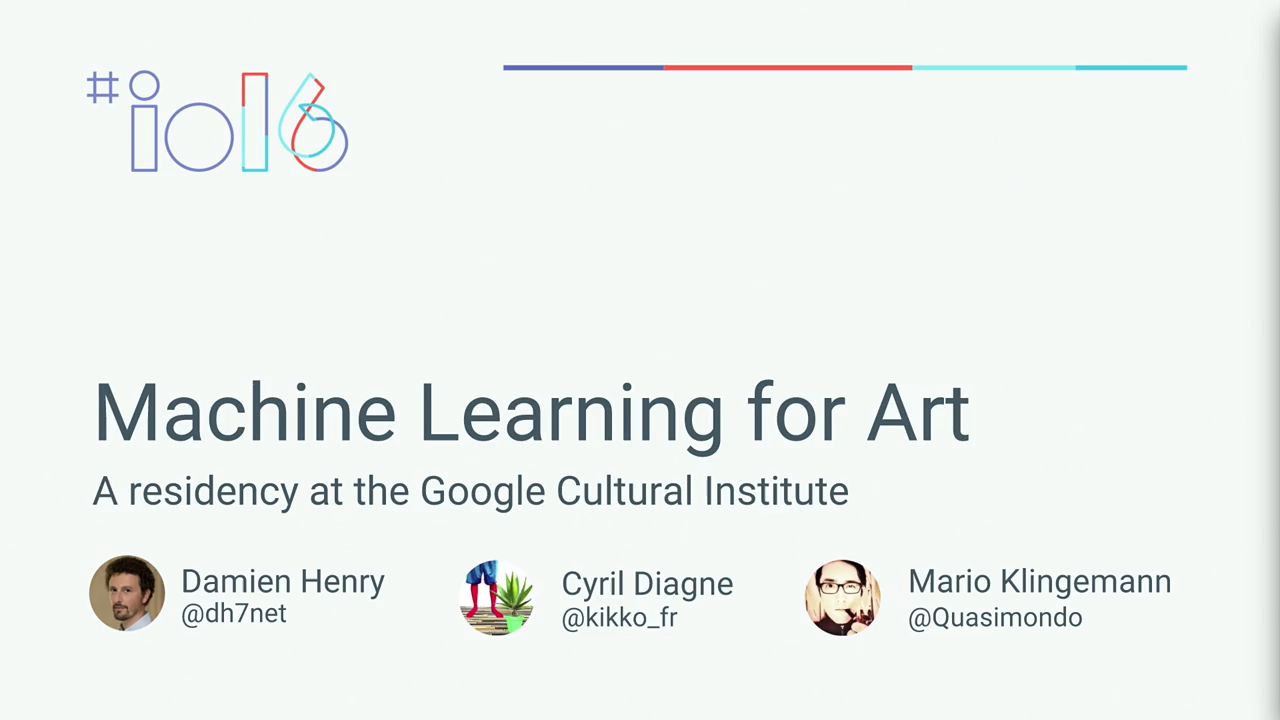 #io16
Machine Learning for Art
A residency at the Google Cultural Institute
Damien Henry
@dh7net
Cyril Diagne
@kikko_fr
Mario Klingemann
@Quasimondo